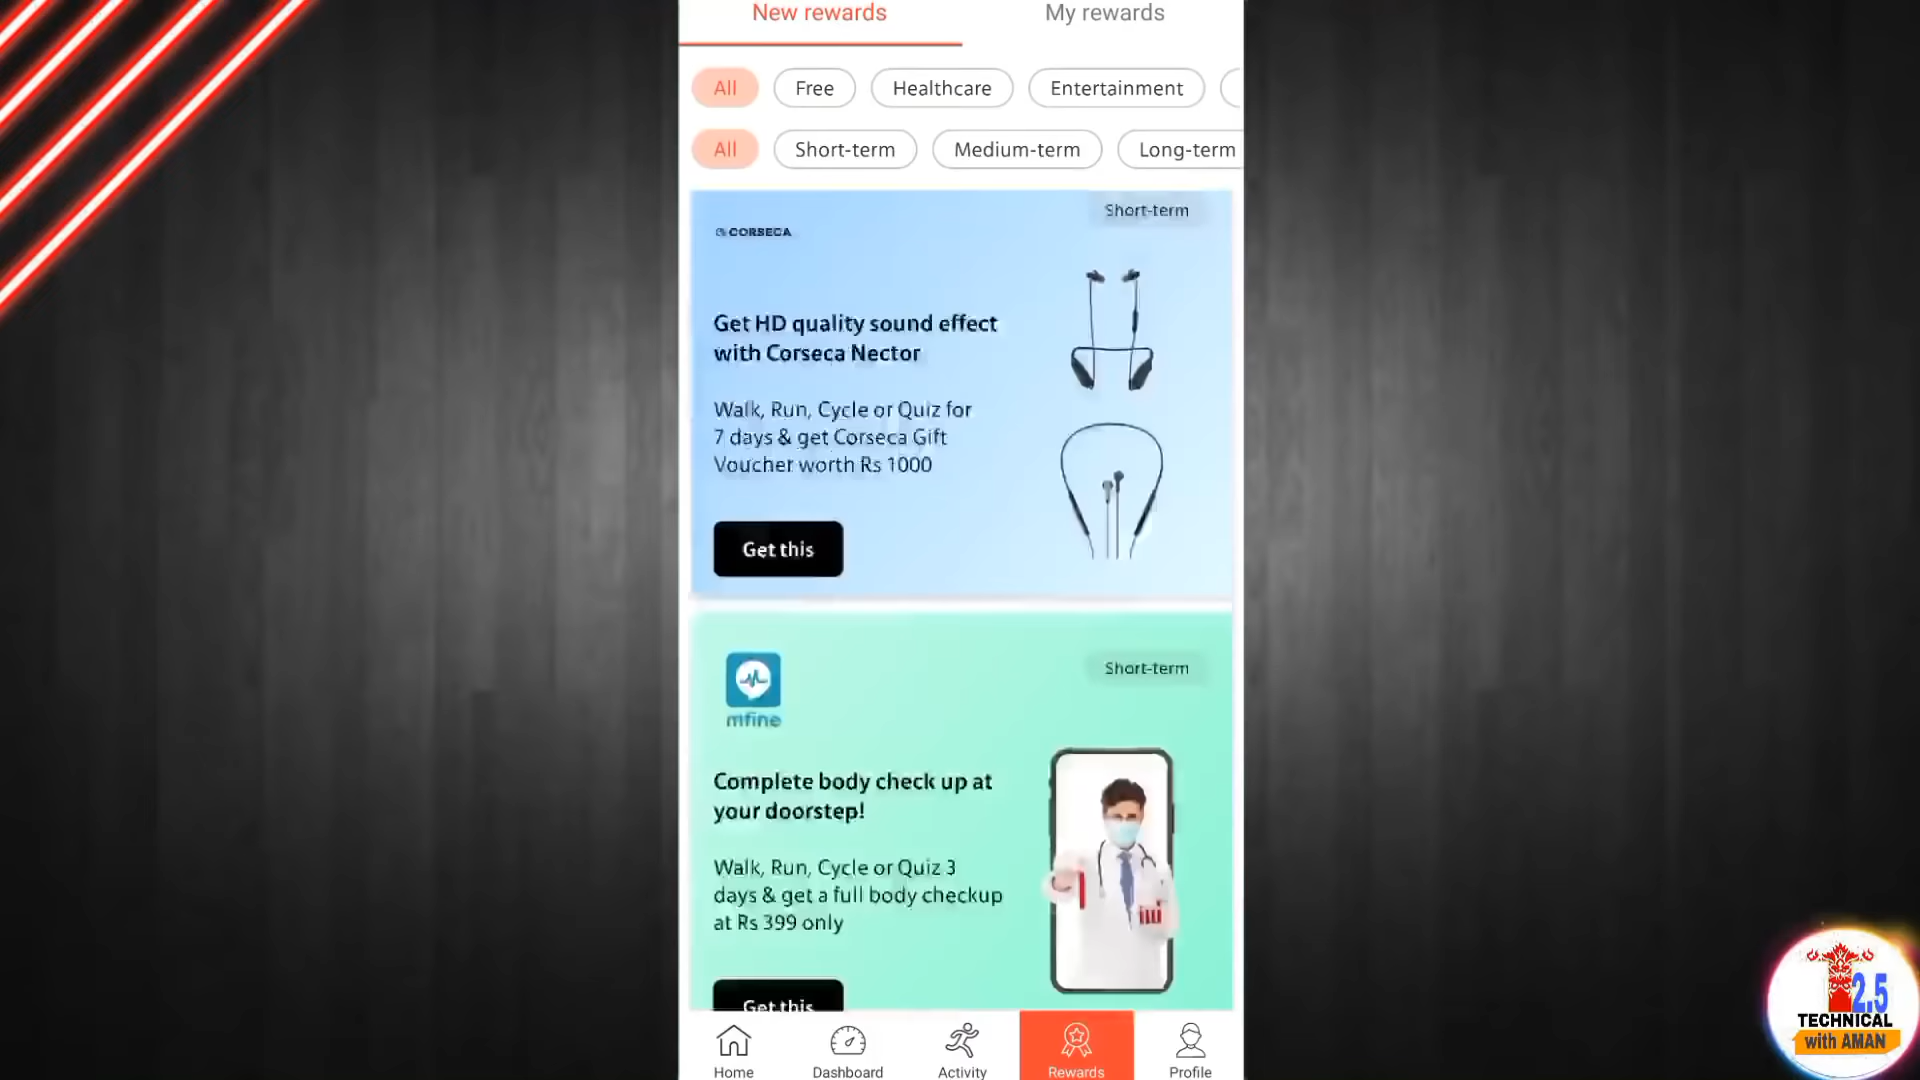 New rewards
My rewards
All
Free
Healthcare
Entertainment
All
Short-term
Medium-term
Long-term
Short-term
CORSECA
Get HD quality sound effect
with Corseca Nector
Walk, Run, Cycle or Quiz for
7 days & get Corseca Gift
Voucher worth Rs 1000
Get this
Short-term
mfine
Complete body check up at
your doorstep!
Walk, Run, Cycle or Quiz 3
days & get a full body checkup
at Rs 399 only
Get this
Home
Dashboard
Activity
Rewards
Profile
2.5
TECHNICAL
with AMAN